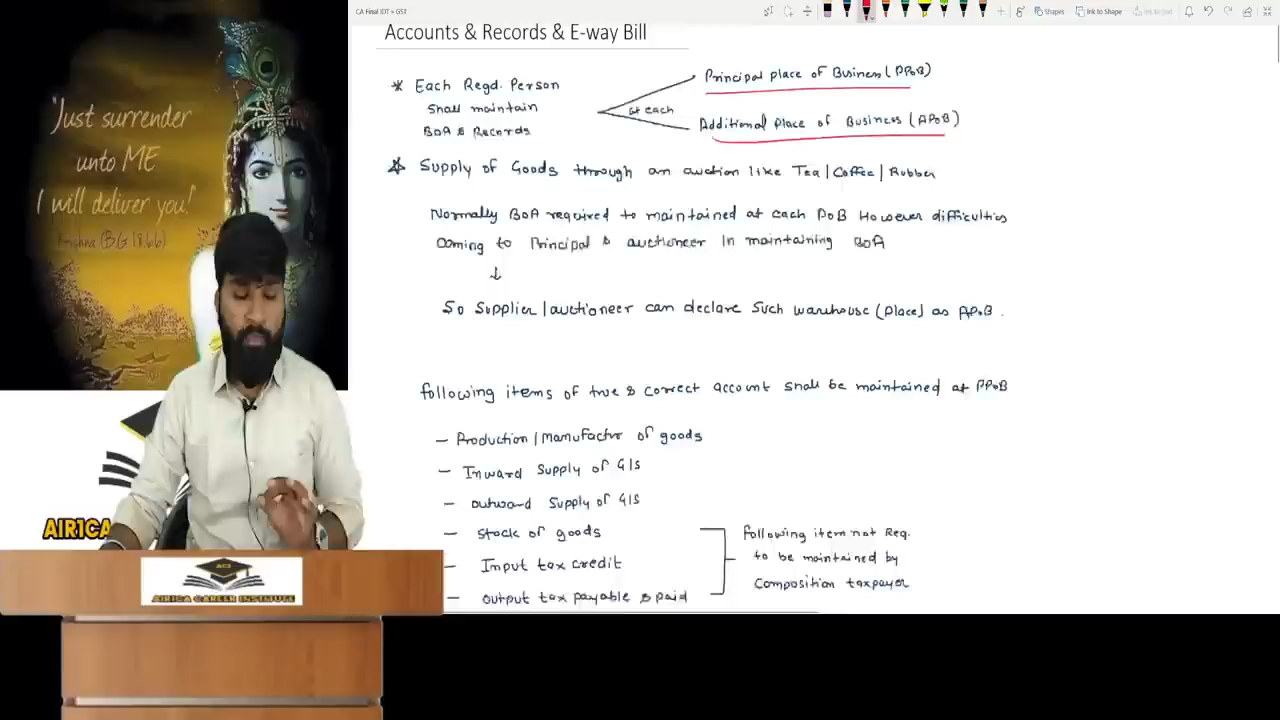 CA Final IDT + GST
Shapes
Ink to Shape
Accounts & Records & E-way Bill
"Just surrender
unto ME
I will deliver you!"
Krishna (BG 18:66)
* Each Regd. Person
Shall maintain
BoA & Records
at each
Principal place of Business (PPoB)
Additional Place of Business (APoB)
* Supply of Goods through an auction like Tea | Coffee | Rubber
Normally BoA required to maintained at each PoB However difficulties
Coming to Principal & auctioneer In maintaining BoA
↓
So Supplier | auctioneer can declare Such warehouse (place) as APoB.
following items of true & correct account shall be maintained at PPoB
- Production | Manufactur of goods
- Inward Supply of G|S
- outward Supply of G|S
- Stock of goods
- Input tax credit
- output tax payable & paid
following item not Req.
to be maintained by
Composition taxpayer
AIR1CA
ACI
AIR1CA CAREER INSTITUTE